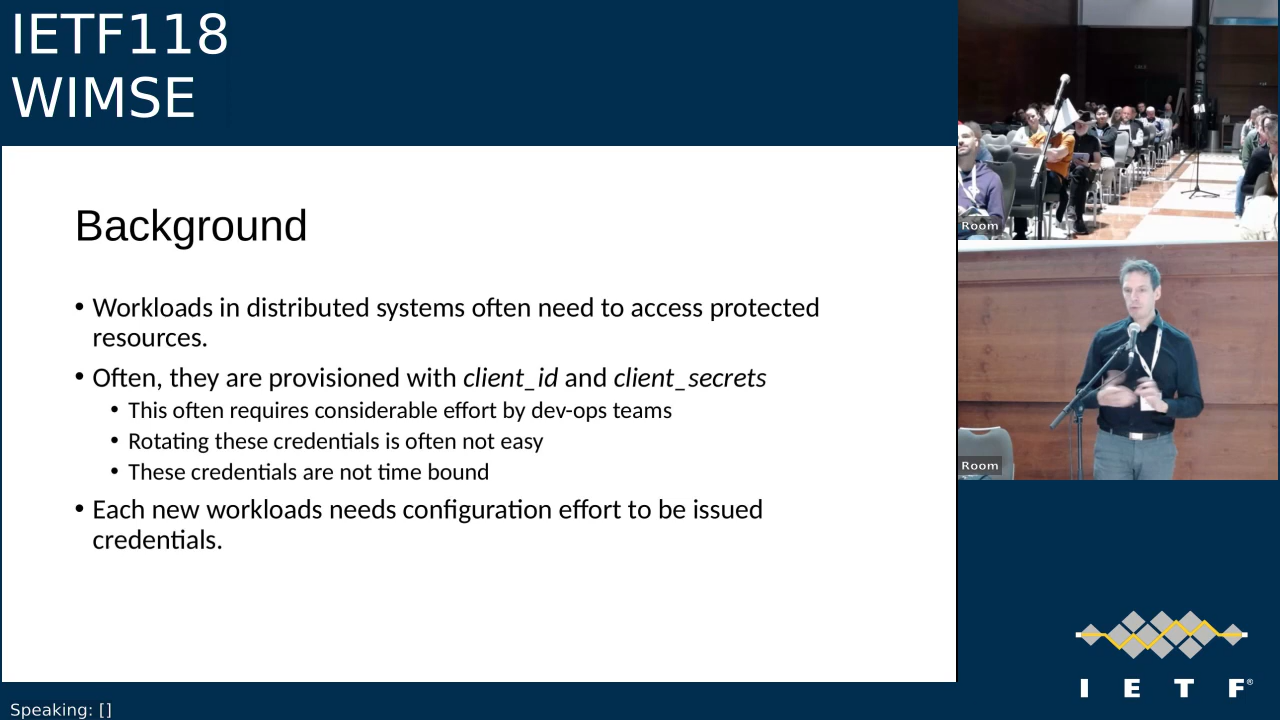 IETF118
WIMSE
Background
• Workloads in distributed systems often need to access protected
resources.
• Often, they are provisioned with client_id and client_secrets
• This often requires considerable effort by dev-ops teams
• Rotating these credentials is often not easy
• These credentials are not time bound
• Each new workloads needs configuration effort to be issued
credentials.
Room
Room
I E T F®
Speaking: []